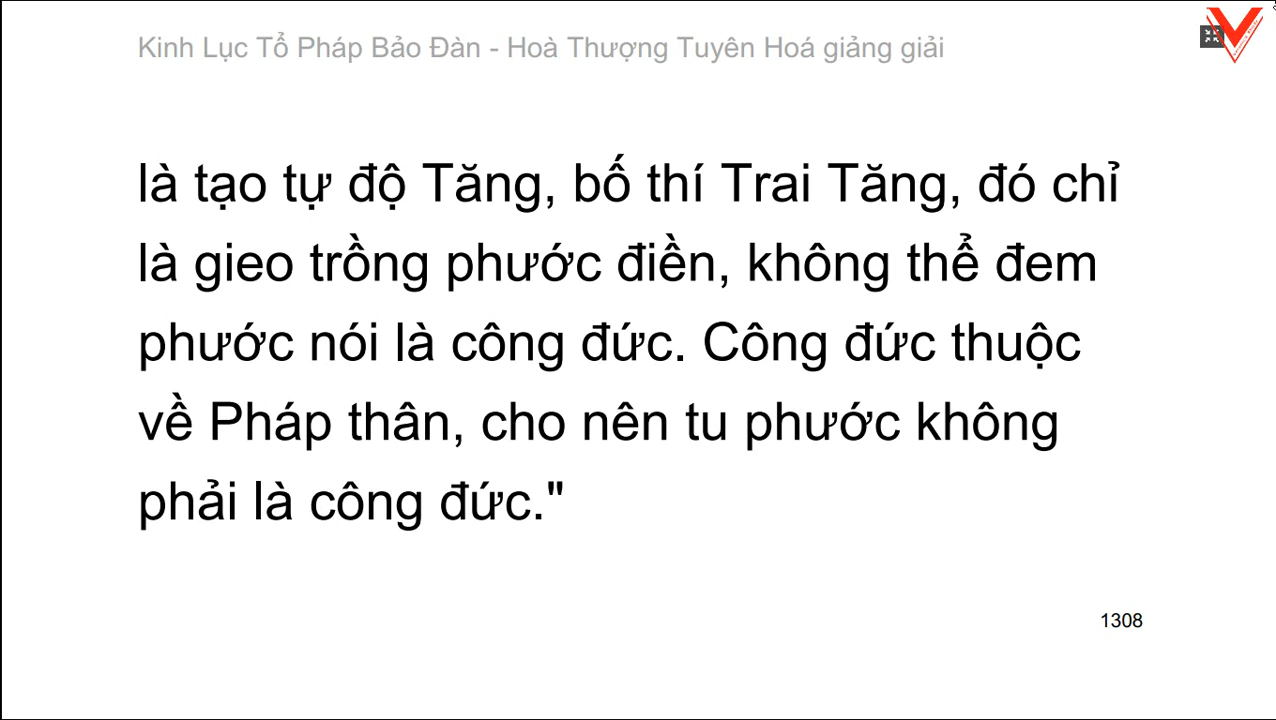 Kinh Lục Tổ Pháp Bảo Đàn - Hoà Thượng Tuyên Hoá giảng giải
là tạo tự độ Tăng, bố thí Trai Tăng, đó chỉ
là gieo trồng phước điền, không thể đem
phước nói là công đức. Công đức thuộc
về Pháp thân, cho nên tu phước không
phải là công đức."
1308